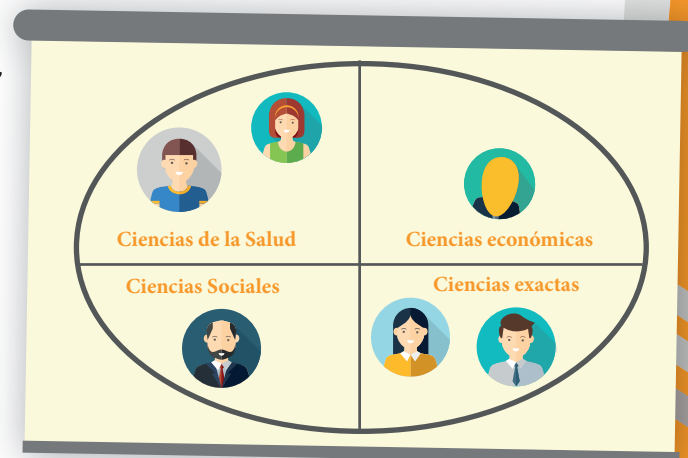 Ciencias de la Salud
Ciencias económicas
Ciencias Sociales
Ciencias exactas